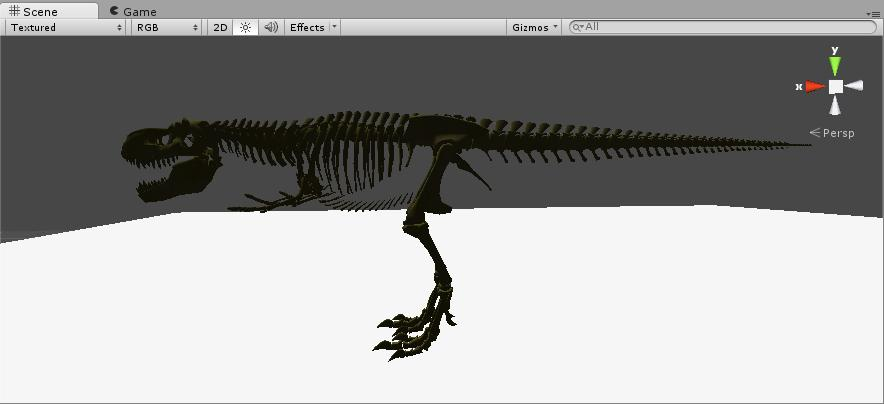 Scene Game
Textured RGB 2D Effects Gizmos All
y
x
Persp